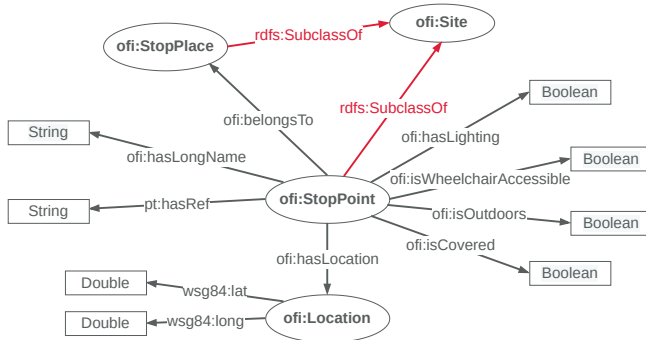 ofi:Site
rdfs:SubclassOf
ofi:StopPlace
Boolean
rdfs:SubclassOf
ofi:belongsTo
String
ofi:hasLighting
ofi:hasLongName
Boolean
ofi:isWheelchairAccessible
ofi:StopPoint
pt:hasRef
String
ofi:isOutdoors
Boolean
ofi:isCovered
ofi:hasLocation
Boolean
Double
wsg84:lat
ofi:Location
wsg84:long
Double